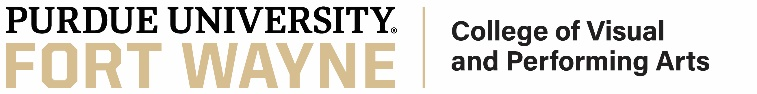 PURDUE UNIVERSITY®
FORT WAYNE
College of Visual
and Performing Arts